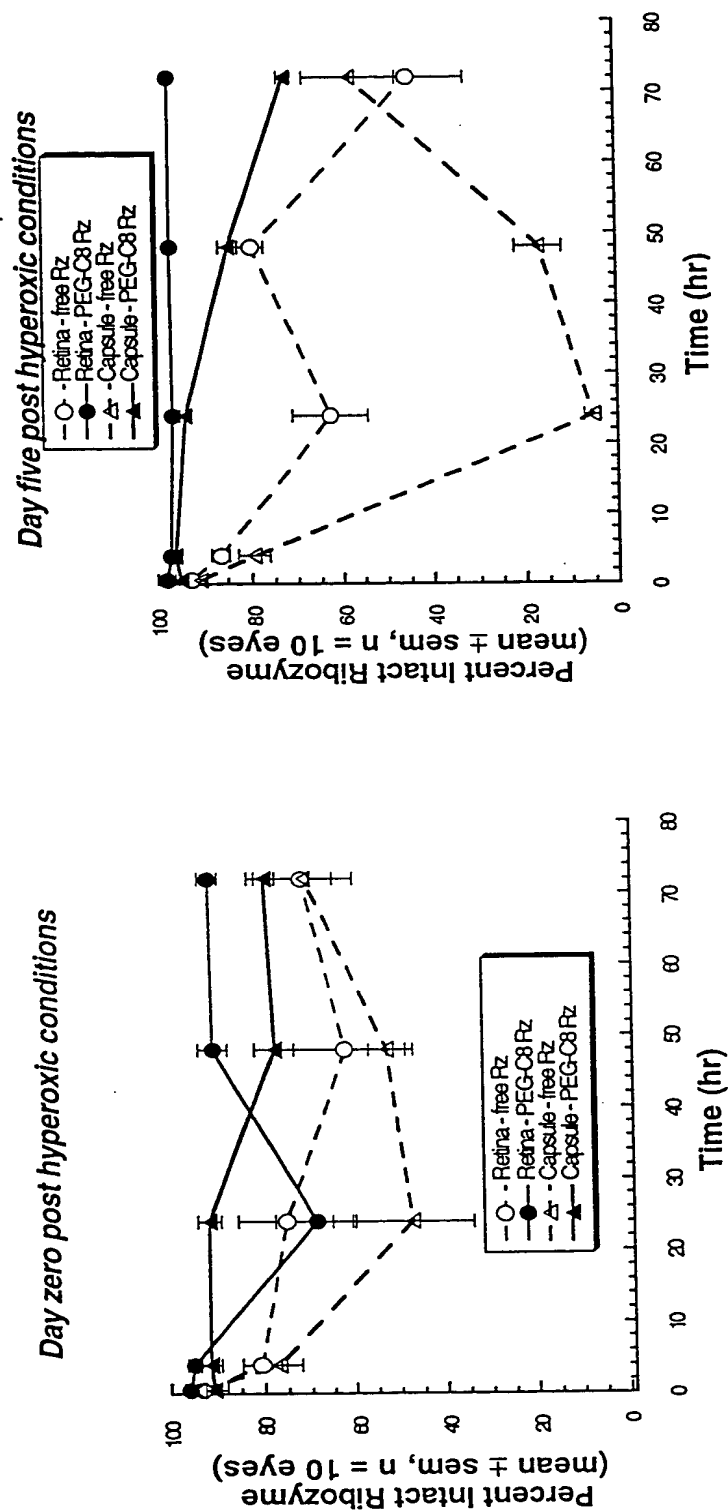 Day zero post hyperoxic conditions
Percent Intact Ribozyme
(mean ± sem, n = 10 eyes)
100
80
60
40
20
0
- Retina - free Rz
Retina - PEG-C8 Rz
- Capsule - free Rz
Capsule - PEG-C8 Rz
0
10
20
30
40
50
60
70
80
Time (hr)
Day five post hyperoxic conditions
Retina - free Rz
Retina - PEG-C8 Rz
- Capsule - free Rz
Capsule - PEG-C8 Rz
Percent Intact Ribozyme
(mean ± sem, n = 10 eyes)
100
80
60
40
20
0
0
10
20
30
40
50
60
70
80
Time (hr)